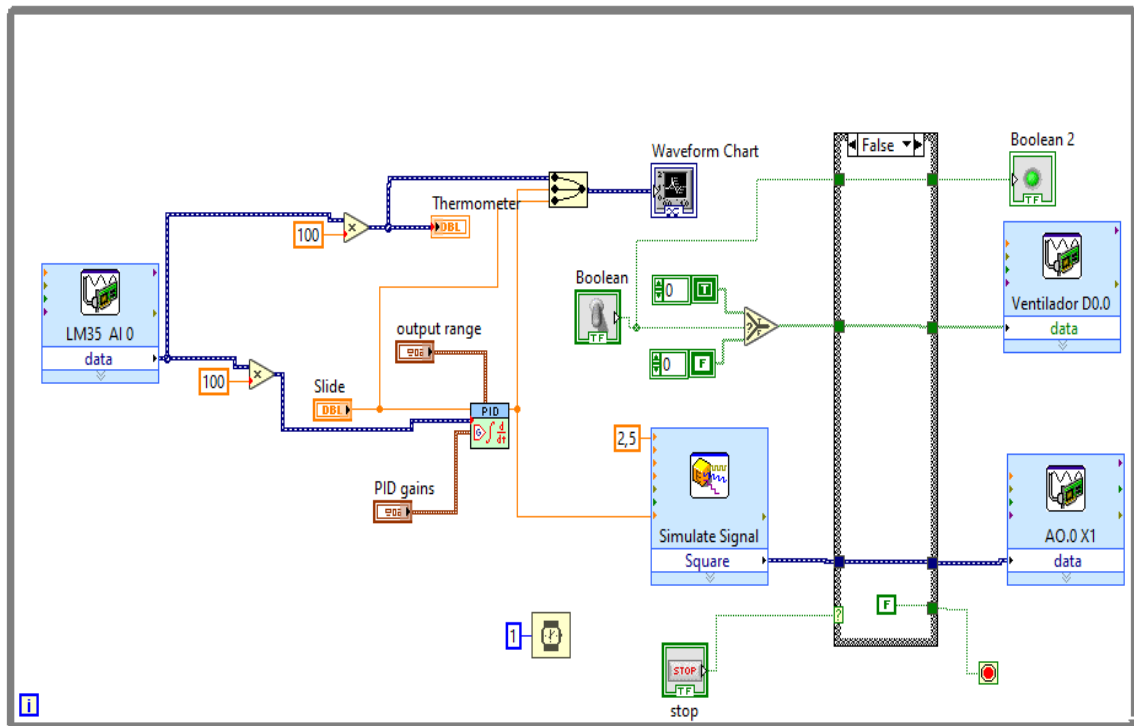 False
Boolean 2
TF
Waveform Chart
Thermometer
DBL
100
×
Boolean
TF
0
T
?
T
F
0
F
Ventilador D0.0
data
LM35 AI 0
data
output range
100
×
Slide
DBL
PID
PID gains
2,5
Simulate Signal
Square
AO.0 X1
data
1
F
?
STOP
TF
stop
i